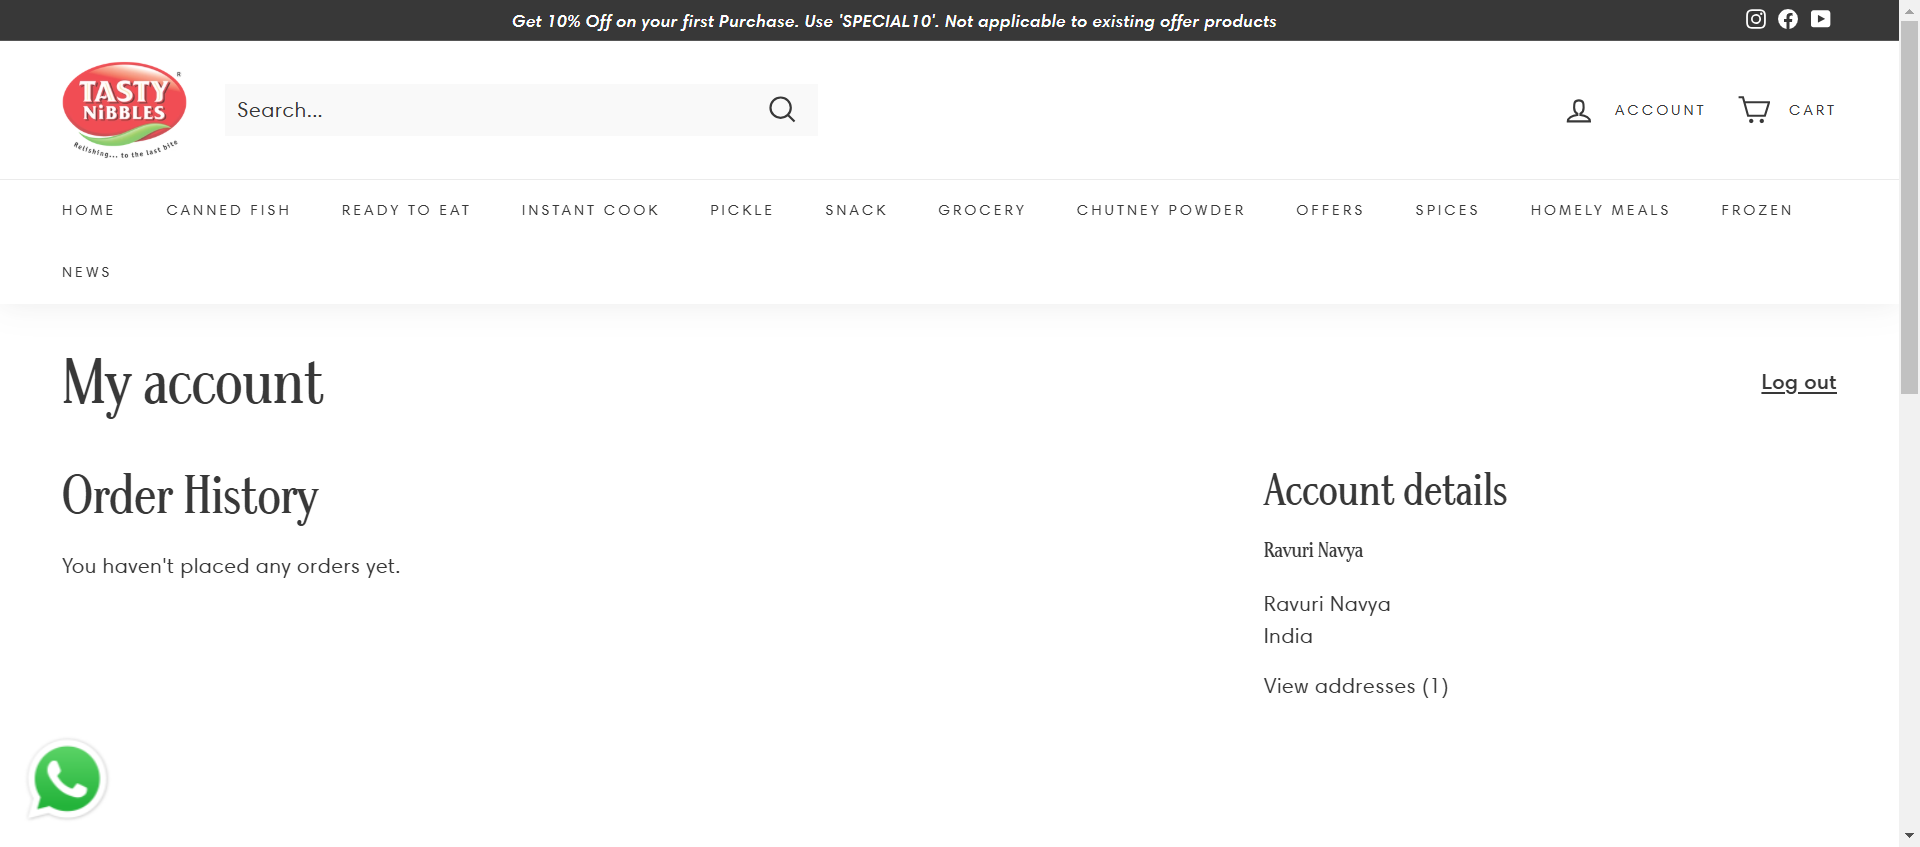 Get 10% Off on your first Purchase. Use 'SPECIAL10'. Not applicable to existing offer products
TASTY
NiBBLES
®
Relishing... to the last bite
Search...
ACCOUNT
CART
HOME
CANNED FISH
READY TO EAT
INSTANT COOK
PICKLE
SNACK
GROCERY
CHUTNEY POWDER
OFFERS
SPICES
HOMELY MEALS
FROZEN
NEWS
My account
Log out
Order History
You haven't placed any orders yet.
Account details
Ravuri Navya
Ravuri Navya
India
View addresses (1)